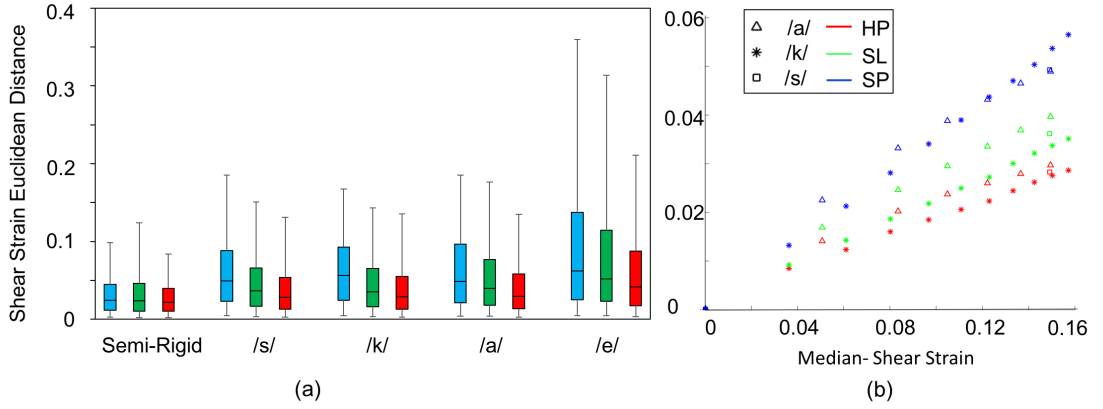 Shear Strain Euclidean Distance
0.4
0.3
0.2
0.1
0
Semi-Rigid /s/ /k/ /a/ /e/
(a)
0.06
0.04
0.02
0
/a/ HP
/k/ SL
/s/ SP
0 0.04 0.08 0.12 0.16
Median- Shear Strain
(b)